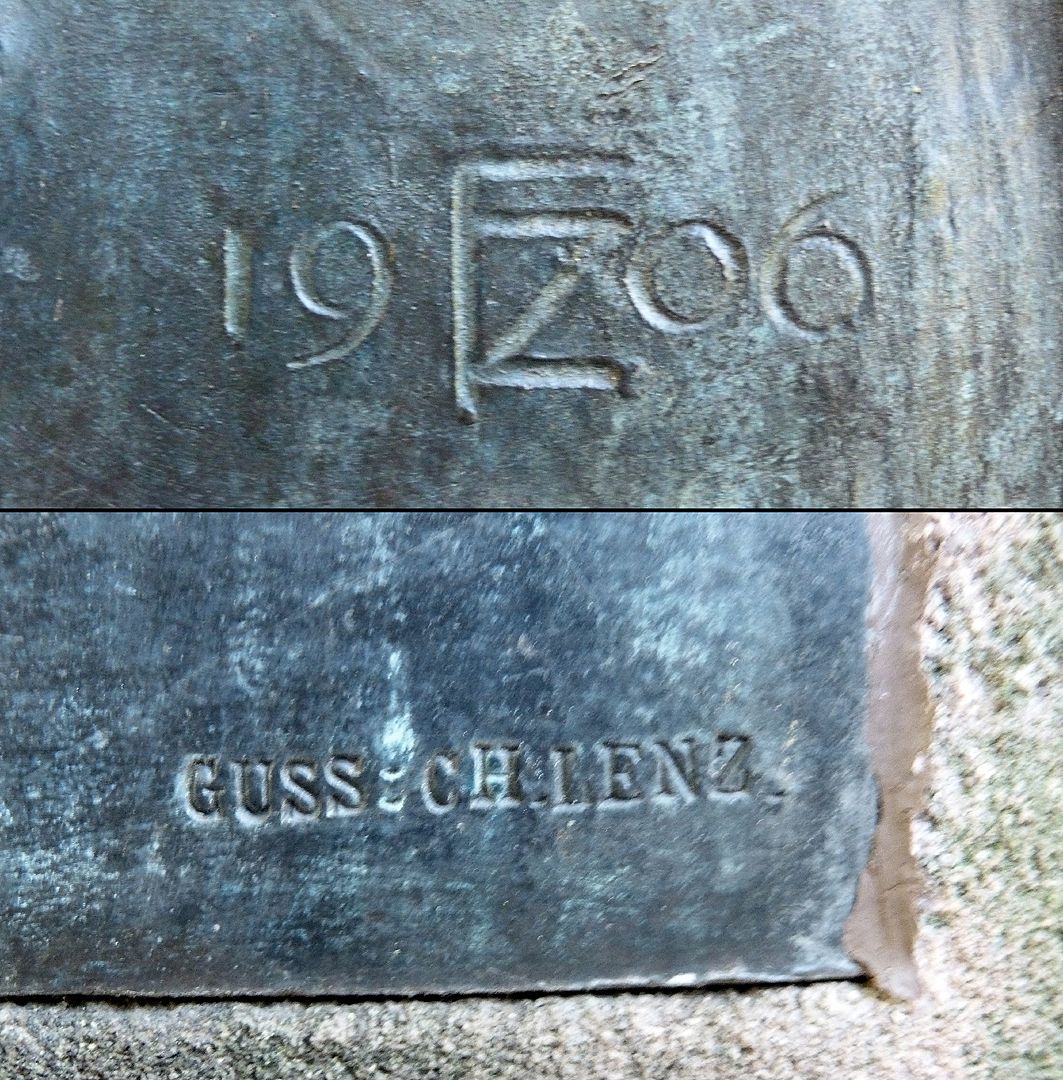 19 FZ 06
GUSS : CH. LENZ.